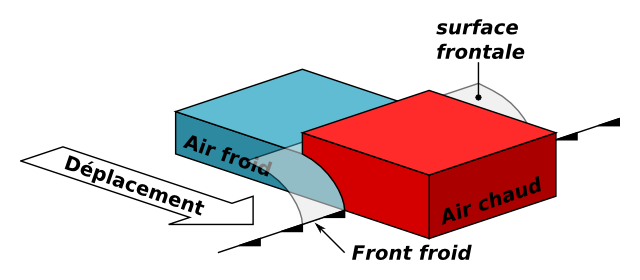 surface
frontale
Air froid
Déplacement
Air chaud
Front froid